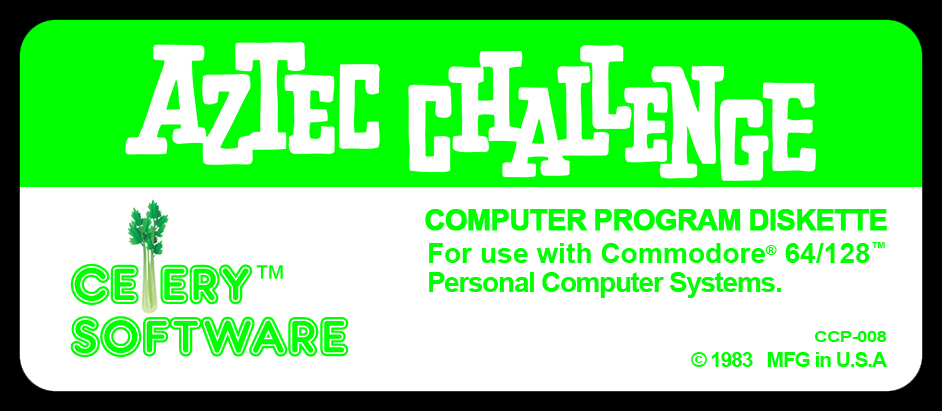 AZTEC CHALLENGE
COMPUTER PROGRAM DISKETTE
For use with Commodore® 64/128™
Personal Computer Systems.
CELERY™
SOFTWARE
CCP-008
© 1983 MFG in U.S.A